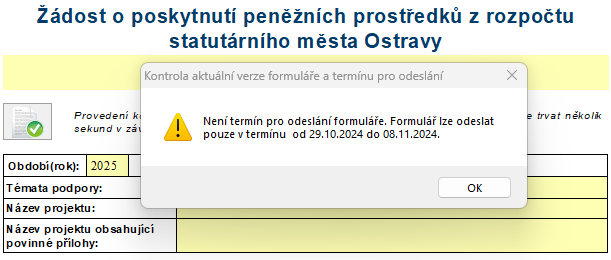 Žádost o poskytnutí peněžních prostředků z rozpočtu
statutárního města Ostravy
Kontrola aktuální verze formuláře a termínu pro odeslání
Provedení k
e trvat několik
sekund v záv
Není termín pro odeslání formuláře. Formulář lze odeslat
pouze v termínu od 29.10.2024 do 08.11.2024.
OK
Období(rok): 2025
Témata podpory:
Název projektu:
Název projektu obsahující
povinné přílohy: